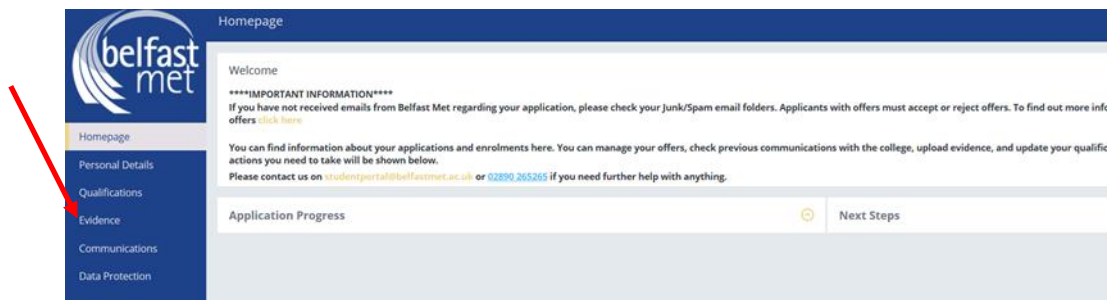 belfast
met
Homepage
Welcome
****IMPORTANT INFORMATION****
If you have not received emails from Belfast Met regarding your application, please check your Junk/Spam email folders. Applicants with offers must accept or reject offers. To find out more info
offers click here
You can find information about your applications and enrolments here. You can manage your offers, check previous communications with the college, upload evidence, and update your qualific
actions you need to take will be shown below.
Please contact us on studentportal@belfastmet.ac.uk or 02890 265265 if you need further help with anything.
Homepage
Personal Details
Qualifications
Evidence
Communications
Data Protection
Application Progress
Next Steps